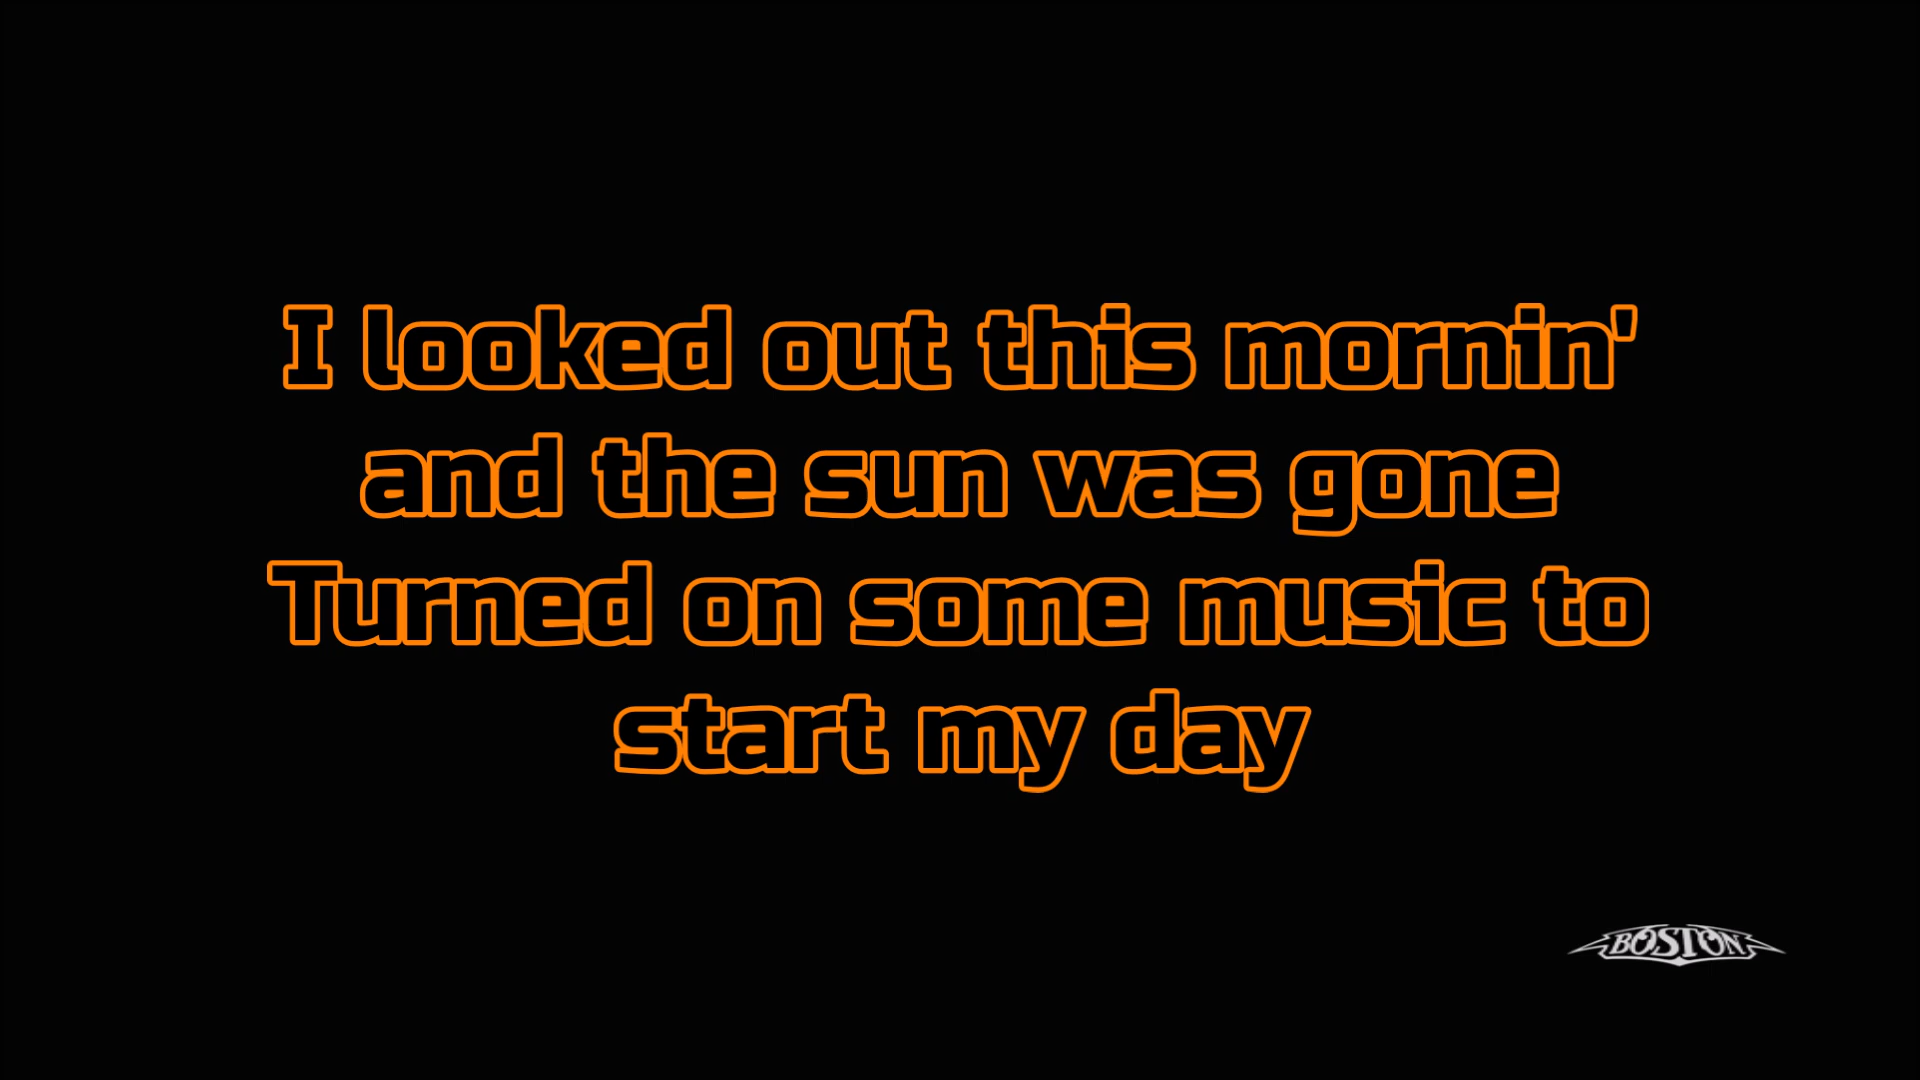 I looked out this mornin'
and the sun was gone
Turned on some music to
start my day
BOSTON